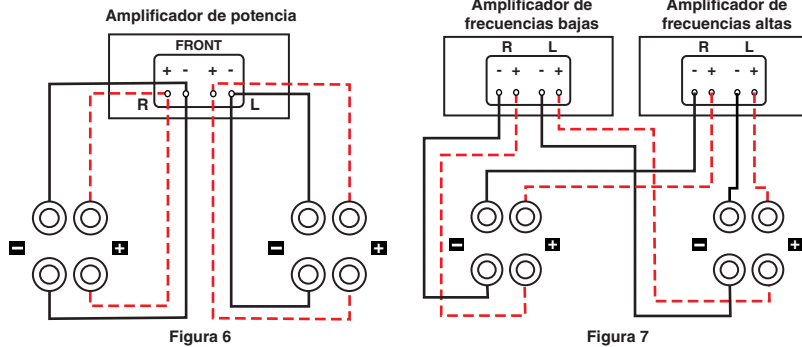 Amplificador de potencia
FRONT
+ - + -
R L
Figura 6
Amplificador de
frecuencias bajas
R L
- + - +
Amplificador de
frecuencias altas
R L
- + - +
- + - +
- + - +
Figura 7